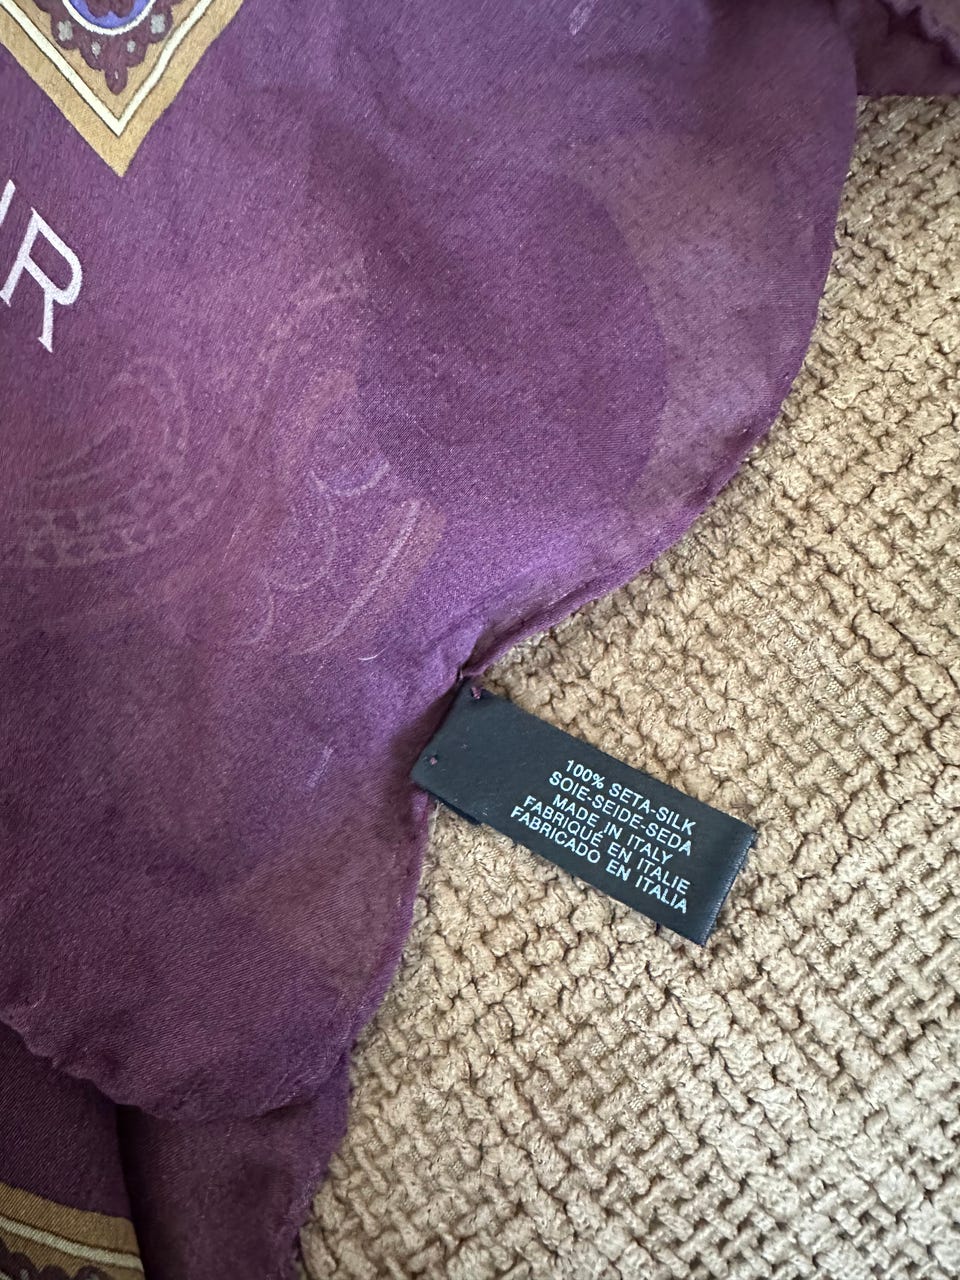 R
100% SETA-SILK
SOIE-SEIDE-SEDA
MADE IN ITALY
FABRIQUÉ EN ITALIE
FABRICADO EN ITALIA